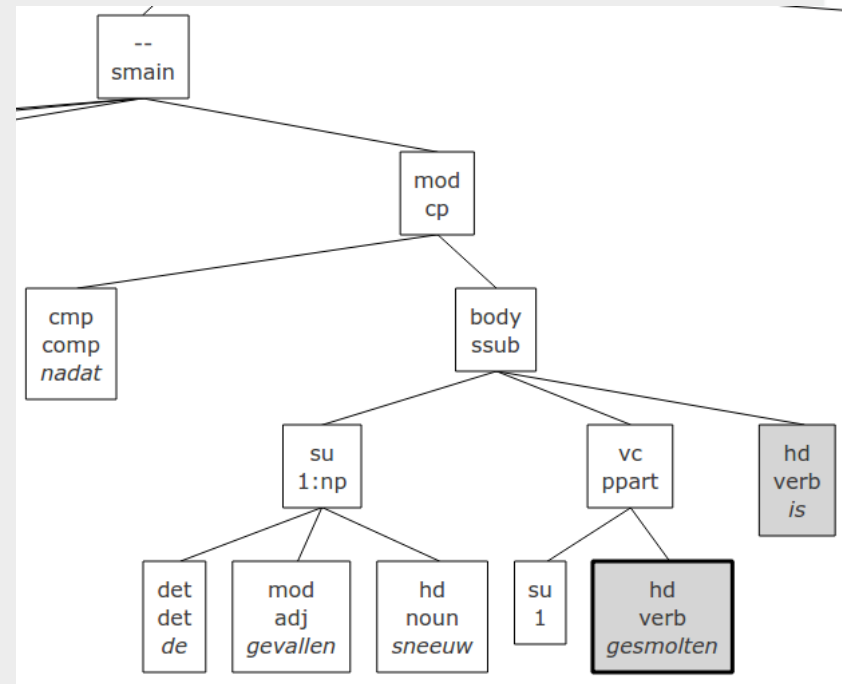 --
smain
mod
cp
cmp
comp
nadat
body
ssub
su
1:np
vc
ppart
hd
verb
is
det
det
de
mod
adj
gevallen
hd
noun
sneeuw
su
1
hd
verb
gesmolten